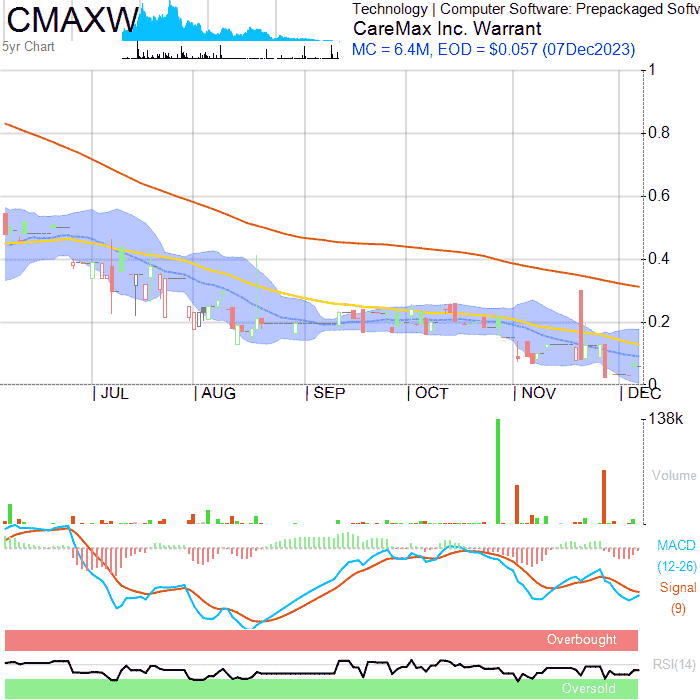 CMAXW
Technology | Computer Software: Prepackaged Softw
CareMax Inc. Warrant
5yr Chart
MC = 6.4M, EOD = $0.057 (07Dec2023)
1
0.8
0.6
0.4
0.2
0
JUL AUG SEP OCT NOV DEC
138k
Volume
MACD
(12-26)
Signal
(9)
Overbought
RSI(14)
Oversold